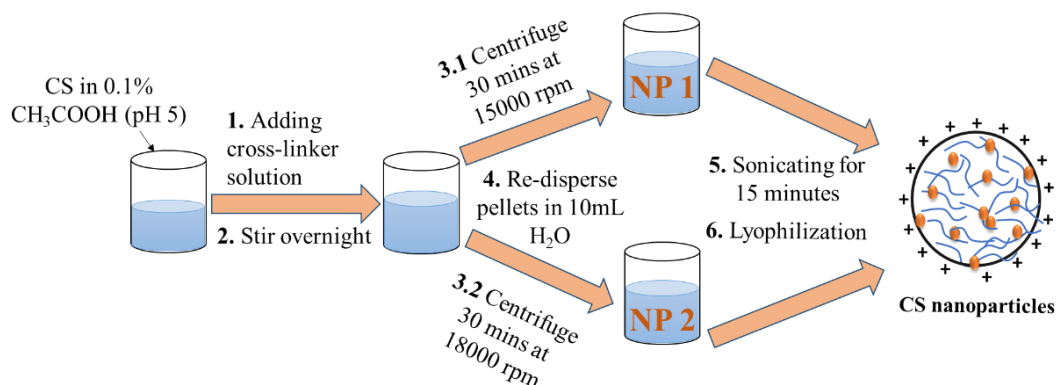 CS in 0.1%
CH₃COOH (pH 5)
1. Adding
cross-linker
solution
2. Stir overnight
3.1 Centrifuge
30 mins at
15000 rpm
4. Re-disperse
pellets in 10mL
H₂O
3.2 Centrifuge
30 mins at
18000 rpm
NP 1
NP 2
5. Sonicating for
15 minutes
6. Lyophilization
+ + + + + + + + + + + + + + + + + + +
CS nanoparticles